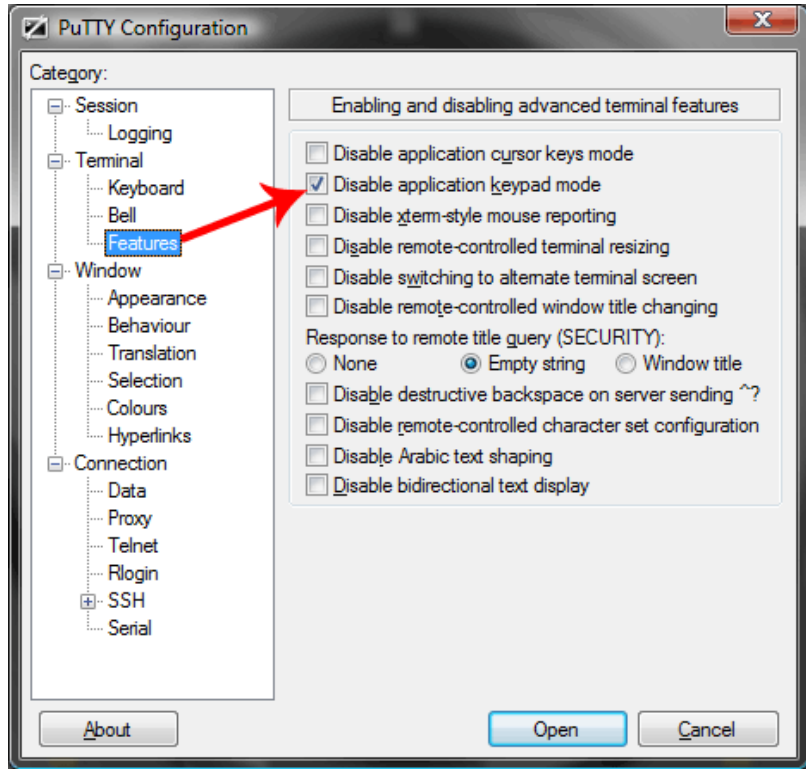 PuTTY Configuration
Category:
Session
Logging
Terminal
Keyboard
Bell
Features
Window
Appearance
Behaviour
Translation
Selection
Colours
Hyperlinks
Connection
Data
Proxy
Telnet
Rlogin
SSH
Serial
Enabling and disabling advanced terminal features
Disable application cursor keys mode
Disable application keypad mode
Disable xterm-style mouse reporting
Disable remote-controlled terminal resizing
Disable switching to alternate terminal screen
Disable remote-controlled window title changing
Response to remote title query (SECURITY):
None Empty string Window title
Disable destructive backspace on server sending ^?
Disable remote-controlled character set configuration
Disable Arabic text shaping
Disable bidirectional text display
About Open Cancel